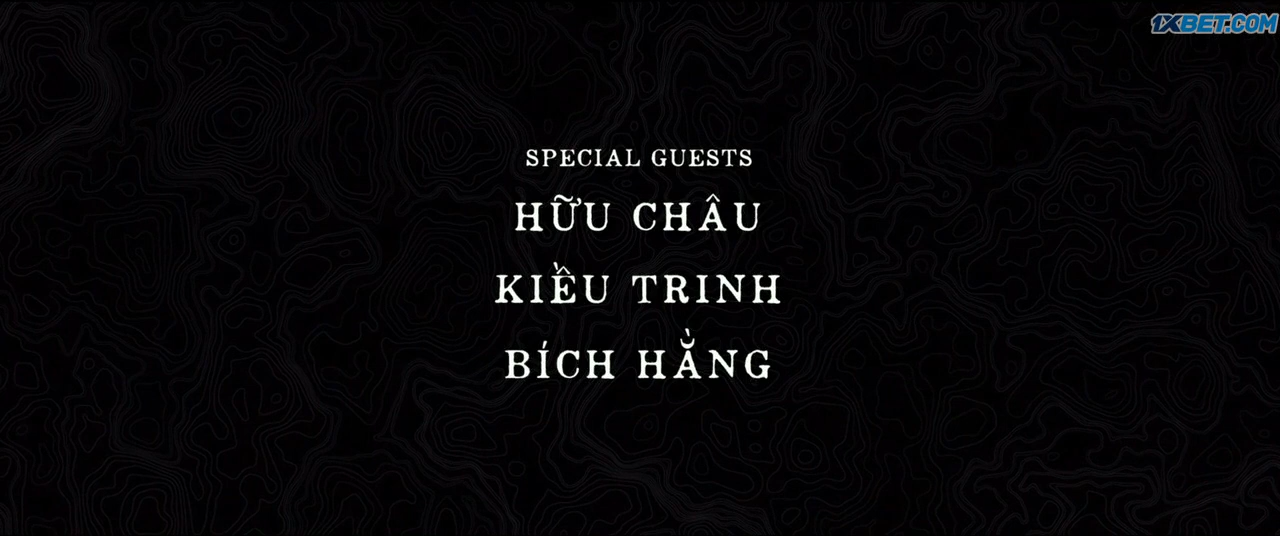 1XBET.COM
SPECIAL GUESTS
HỮU CHÂU
KIỀU TRINH
BÍCH HẰNG